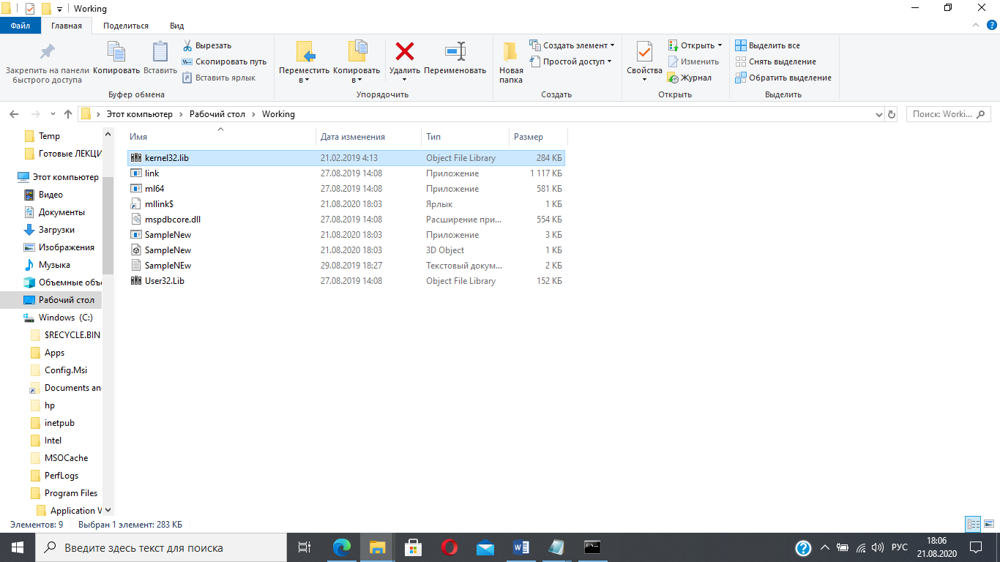 Working
Файл Главная Поделиться Вид
Закрепить на панели быстрого доступа
Копировать
Вставить
Вырезать
Скопировать путь
Вставить ярлык
Буфер обмена
Переместить в
Копировать в
Удалить
Переименовать
Упорядочить
Новая папка
Создать элемент
Простой доступ
Создать
Свойства
Открыть
Изменить
Журнал
Открыть
Выделить все
Снять выделение
Обратить выделение
Выделить
Этот компьютер Рабочий стол Working
Поиск: Worki...
Temp
Готовые ЛЕКЦИ
Этот компьютер
Видео
Документы
Загрузки
Изображения
Музыка
Объемные объ
Рабочий стол
Windows (C:)
$RECYCLE.BIN
Apps
Config.Msi
Documents an
hp
inetpub
Intel
MSOCache
PerfLogs
Program Files
Application V
Имя Дата изменения Тип Размер
kernel32.lib 21.02.2019 4:13 Object File Library 284 КБ
link 27.08.2019 14:08 Приложение 1 117 КБ
ml64 27.08.2019 14:08 Приложение 581 КБ
mllink$ 21.08.2020 18:03 Ярлык 1 КБ
mspdbcore.dll 27.08.2019 14:08 Расширение при... 554 КБ
SampleNew 21.08.2020 18:03 Приложение 3 КБ
SampleNew 21.08.2020 18:03 3D Object 1 КБ
SampleNEw 29.08.2019 18:27 Текстовый докум... 2 КБ
User32.Lib 27.08.2019 14:08 Object File Library 152 КБ
Элементов: 9 Выбран 1 элемент: 283 КБ
Введите здесь текст для поиска
РУС
18:06
21.08.2020